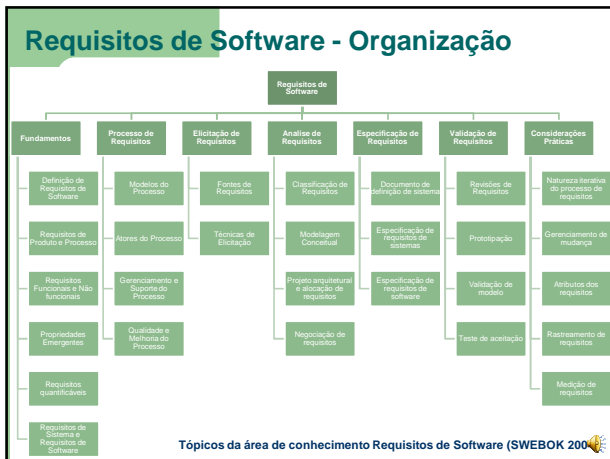 Requisitos de Software - Organização
Requisitos de
Software
Fundamentos
Processo de
Requisitos
Elicitação de
Requisitos
Analise de
Requisitos
Especificação de
Requisitos
Validação de
Requisitos
Considerações
Práticas
Definição de
Requisitos de
Software
Requisitos de
Produto e Processo
Requisitos
Funcionais e Não
funcionais
Propriedades
Emergentes
Requisitos
quantificáveis
Requisitos de
Sistema e
Requisitos de
Software
Modelos do
Processo
Atores do Processo
Gerenciamento e
Suporte do
Processo
Qualidade e
Melhoria do
Processo
Fontes de
Requisitos
Técnicas de
Elicitação
Classificação de
Requisitos
Modelagem
Conceitual
Projeto arquitetural
e alocação de
requisitos
Negociação de
requisitos
Documento de
definição de sistema
Especificação de
requisitos de
sistemas
Especificação de
requisitos de
software
Revisões de
Requisitos
Prototipação
Validação de
modelo
Teste de aceitação
Natureza iterativa
do processo de
requisitos
Gerenciamento de
mudança
Atributos dos
requisitos
Rastreamento de
requisitos
Medição de
requisitos
Tópicos da área de conhecimento Requisitos de Software (SWEBOK